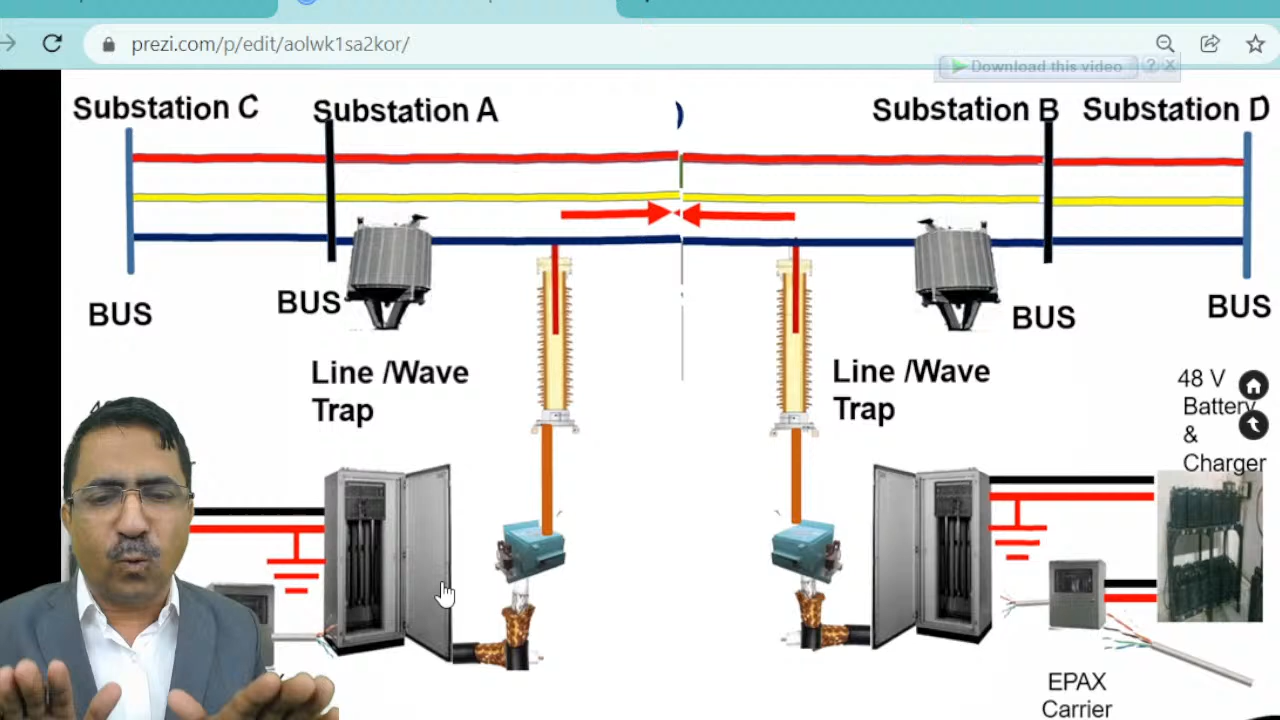 prezi.com/p/edit/aolwk1sa2kor/
Download this video ? X
Substation C
Substation A
Substation B
Substation D
BUS
BUS
BUS
BUS
Line /Wave
Trap
Line /Wave
Trap
48 V
Battery
&
Charger
EPAX
Carrier